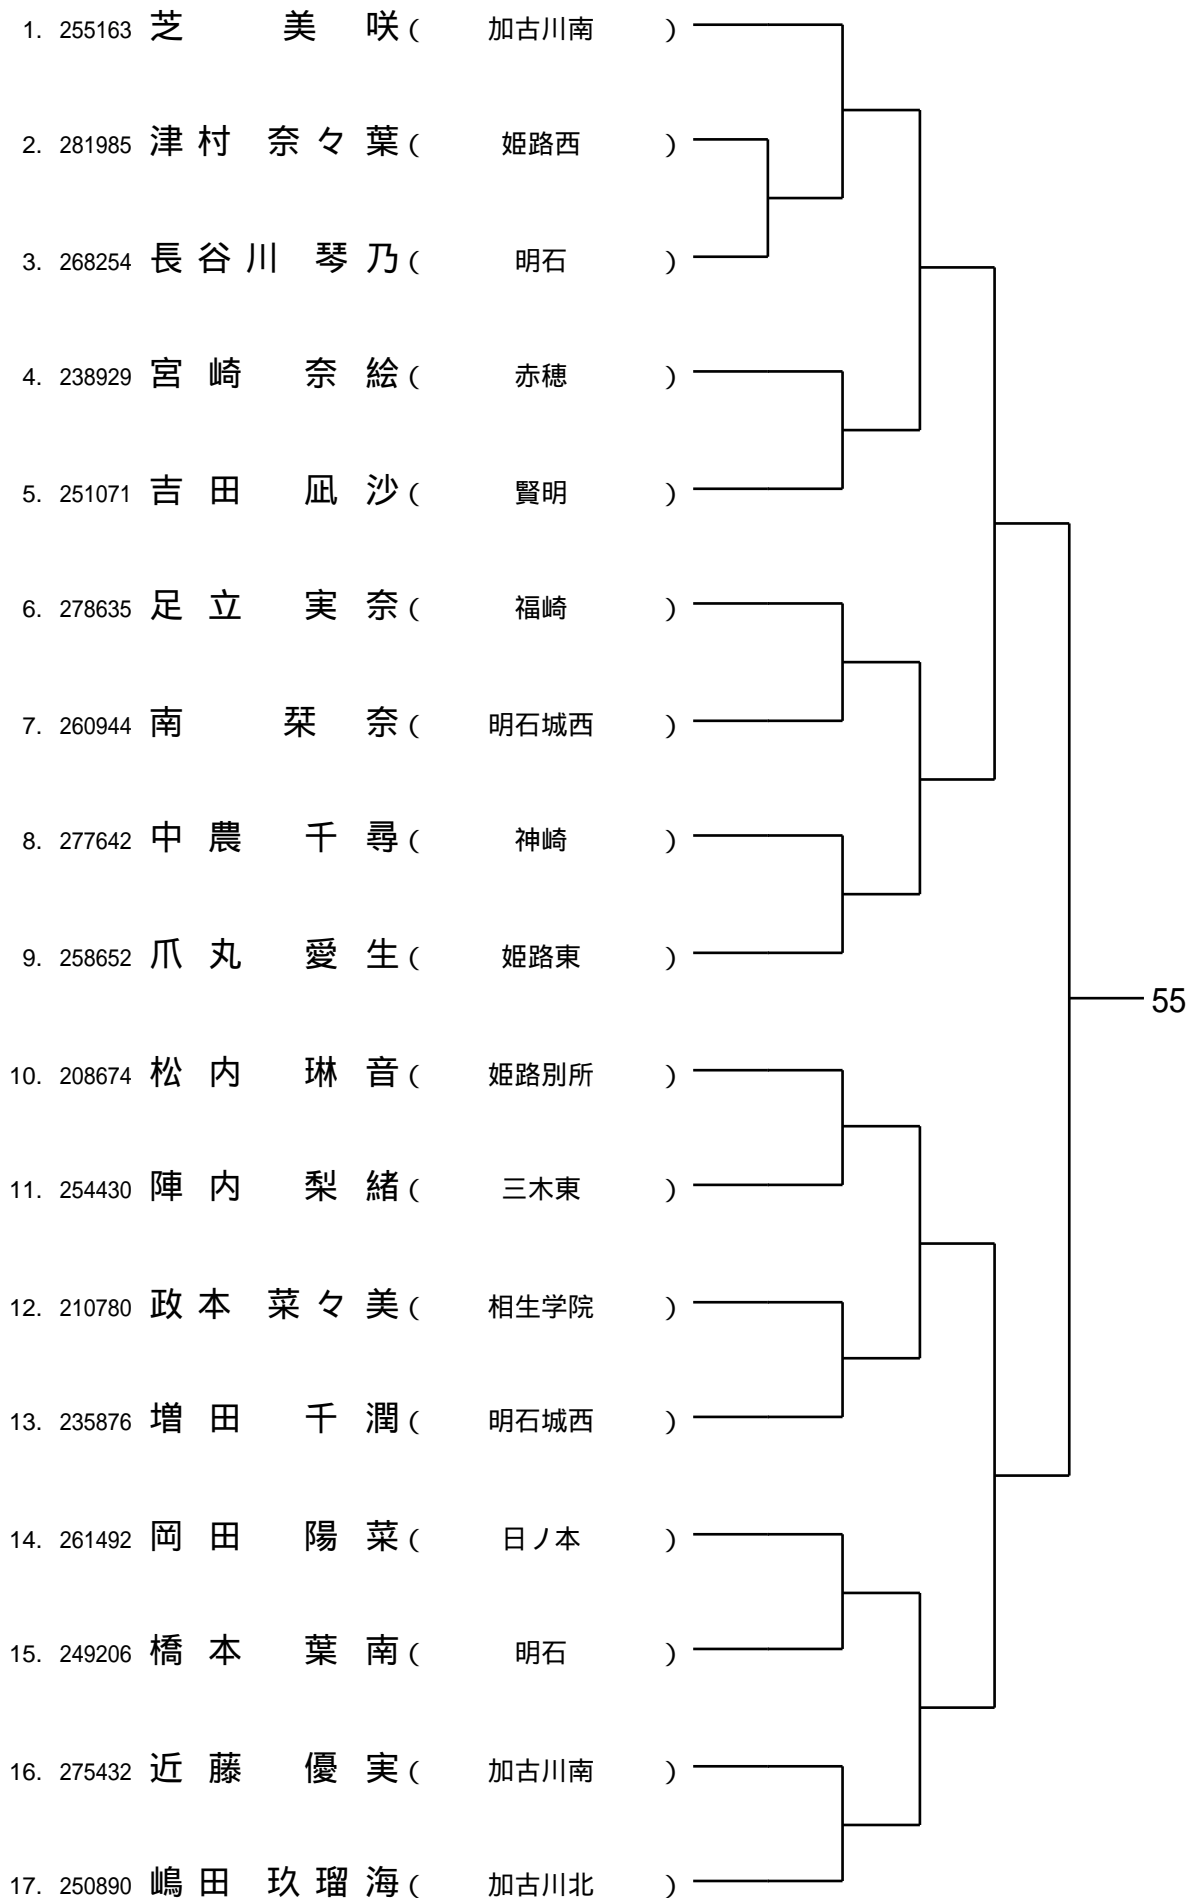 1. 255163 芝 美 咲 ( 加古川南 )
2. 281985 津 村 奈 々 葉 ( 姫路西 )
3. 268254 長 谷 川 琴 乃 ( 明石 )
4. 238929 宮 崎 奈 絵 ( 赤穂 )
5. 251071 吉 田 凪 沙 ( 賢明 )
6. 278635 足 立 実 奈 ( 福崎 )
7. 260944 南 栞 奈 ( 明石城西 )
8. 277642 中 農 千 尋 ( 神崎 )
9. 258652 爪 丸 愛 生 ( 姫路東 )
55
10. 208674 松 内 琳 音 ( 姫路別所 )
11. 254430 陣 内 梨 緒 ( 三木東 )
12. 210780 政 本 菜 々 美 ( 相生学院 )
13. 235876 増 田 千 潤 ( 明石城西 )
14. 261492 岡 田 陽 菜 ( 日ノ本 )
15. 249206 橋 本 葉 南 ( 明石 )
16. 275432 近 藤 優 実 ( 加古川南 )
17. 250890 嶋 田 玖 瑠 海 ( 加古川北 )